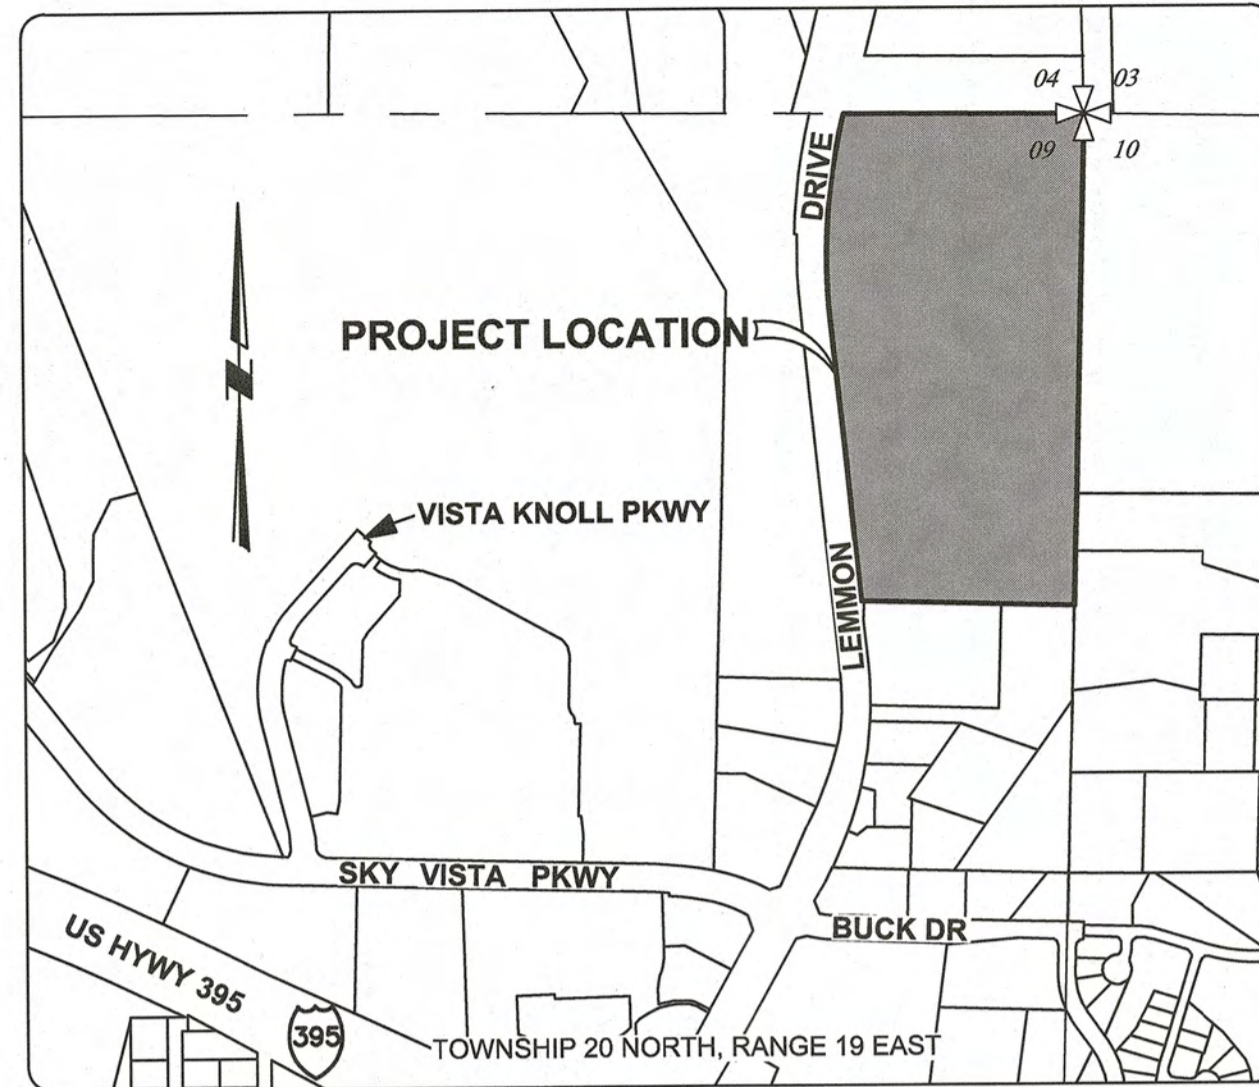 04 03
09 10
DRIVE
PROJECT LOCATION
N
VISTA KNOLL PKWY
LEMMON
SKY VISTA PKWY
BUCK DR
US HYWY 395
395
TOWNSHIP 20 NORTH, RANGE 19 EAST